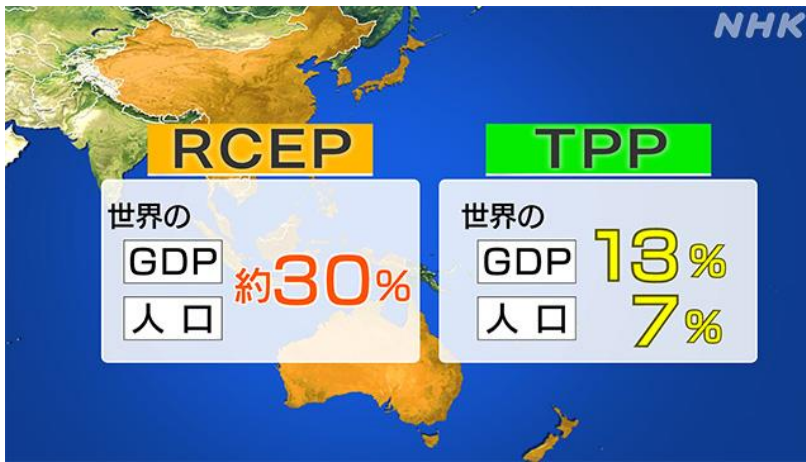 NHK
RCEP
世界の
GDP
人口
約30%
TPP
世界の
GDP 13%
人口 7%